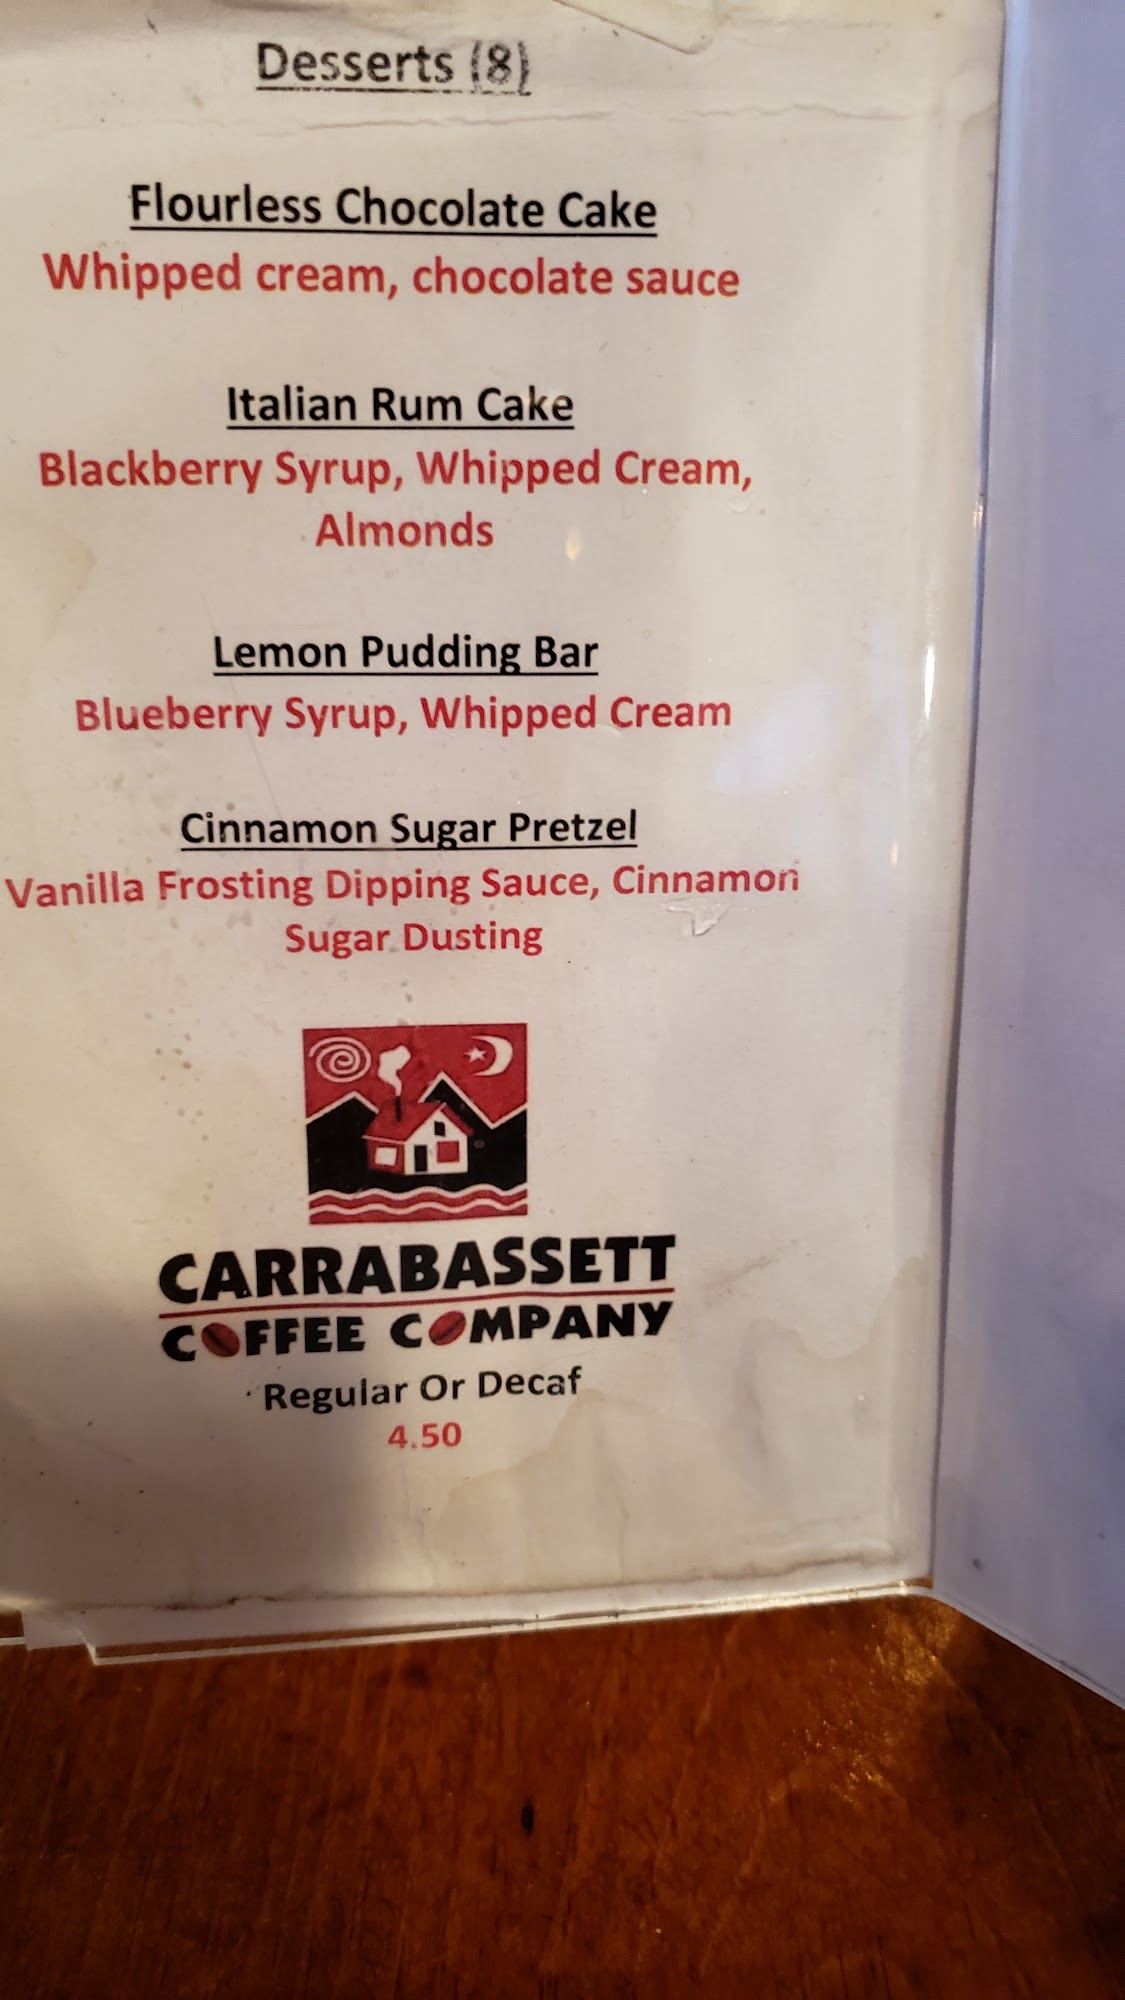 Desserts (8)
Flourless Chocolate Cake
Whipped cream, chocolate sauce
Italian Rum Cake
Blackberry Syrup, Whipped Cream,
Almonds
Lemon Pudding Bar
Blueberry Syrup, Whipped Cream
Cinnamon Sugar Pretzel
Vanilla Frosting Dipping Sauce, Cinnamon
Sugar Dusting
CARRABASSETT
COFFEE COMPANY
Regular Or Decaf
4.50